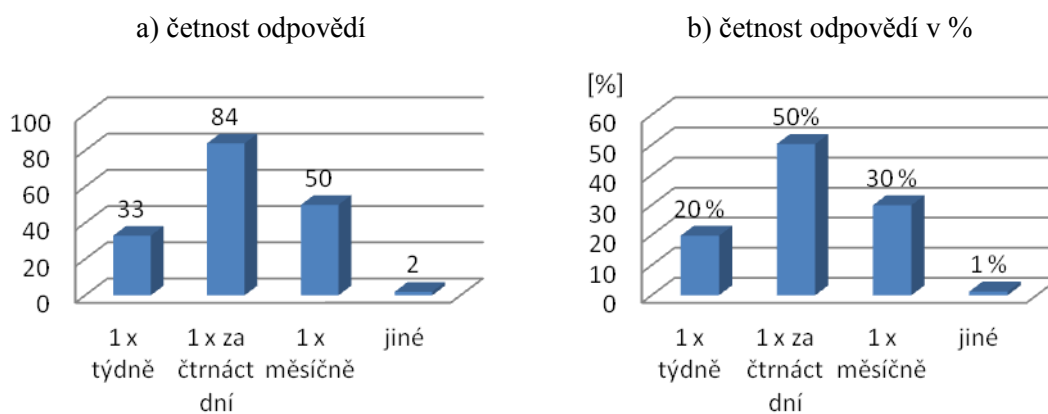 a) četnost odpovědí
100
80
60
40
20
0
33
84
50
2
1 x
týdně
1 x za
čtrnáct
dní
1 x
měsíčně
jiné
b) četnost odpovědí v %
[%]
60
50
40
30
20
10
0
20 %
50%
30 %
1 %
1 x
týdně
1 x za
čtrnáct
dní
1 x
měsíčně
jiné